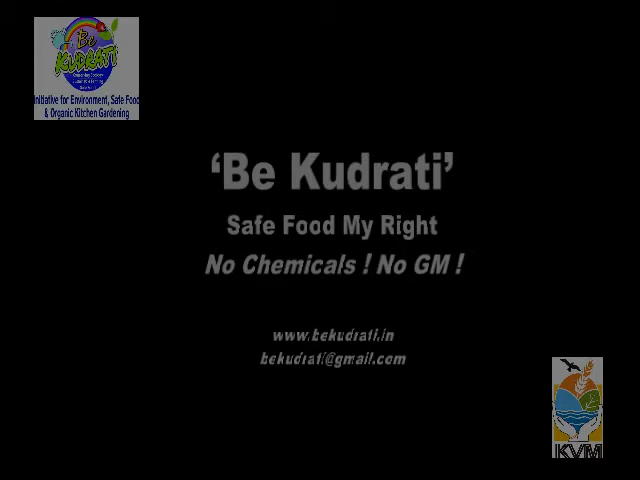 Be
KUDRATI
Initiative for Environment, Safe Food
& Organic Kitchen Gardening
‘Be Kudrati’
Safe Food My Right
No Chemicals ! No GM !
www.bekudrati.in
bekudrati@gmail.com
KVM